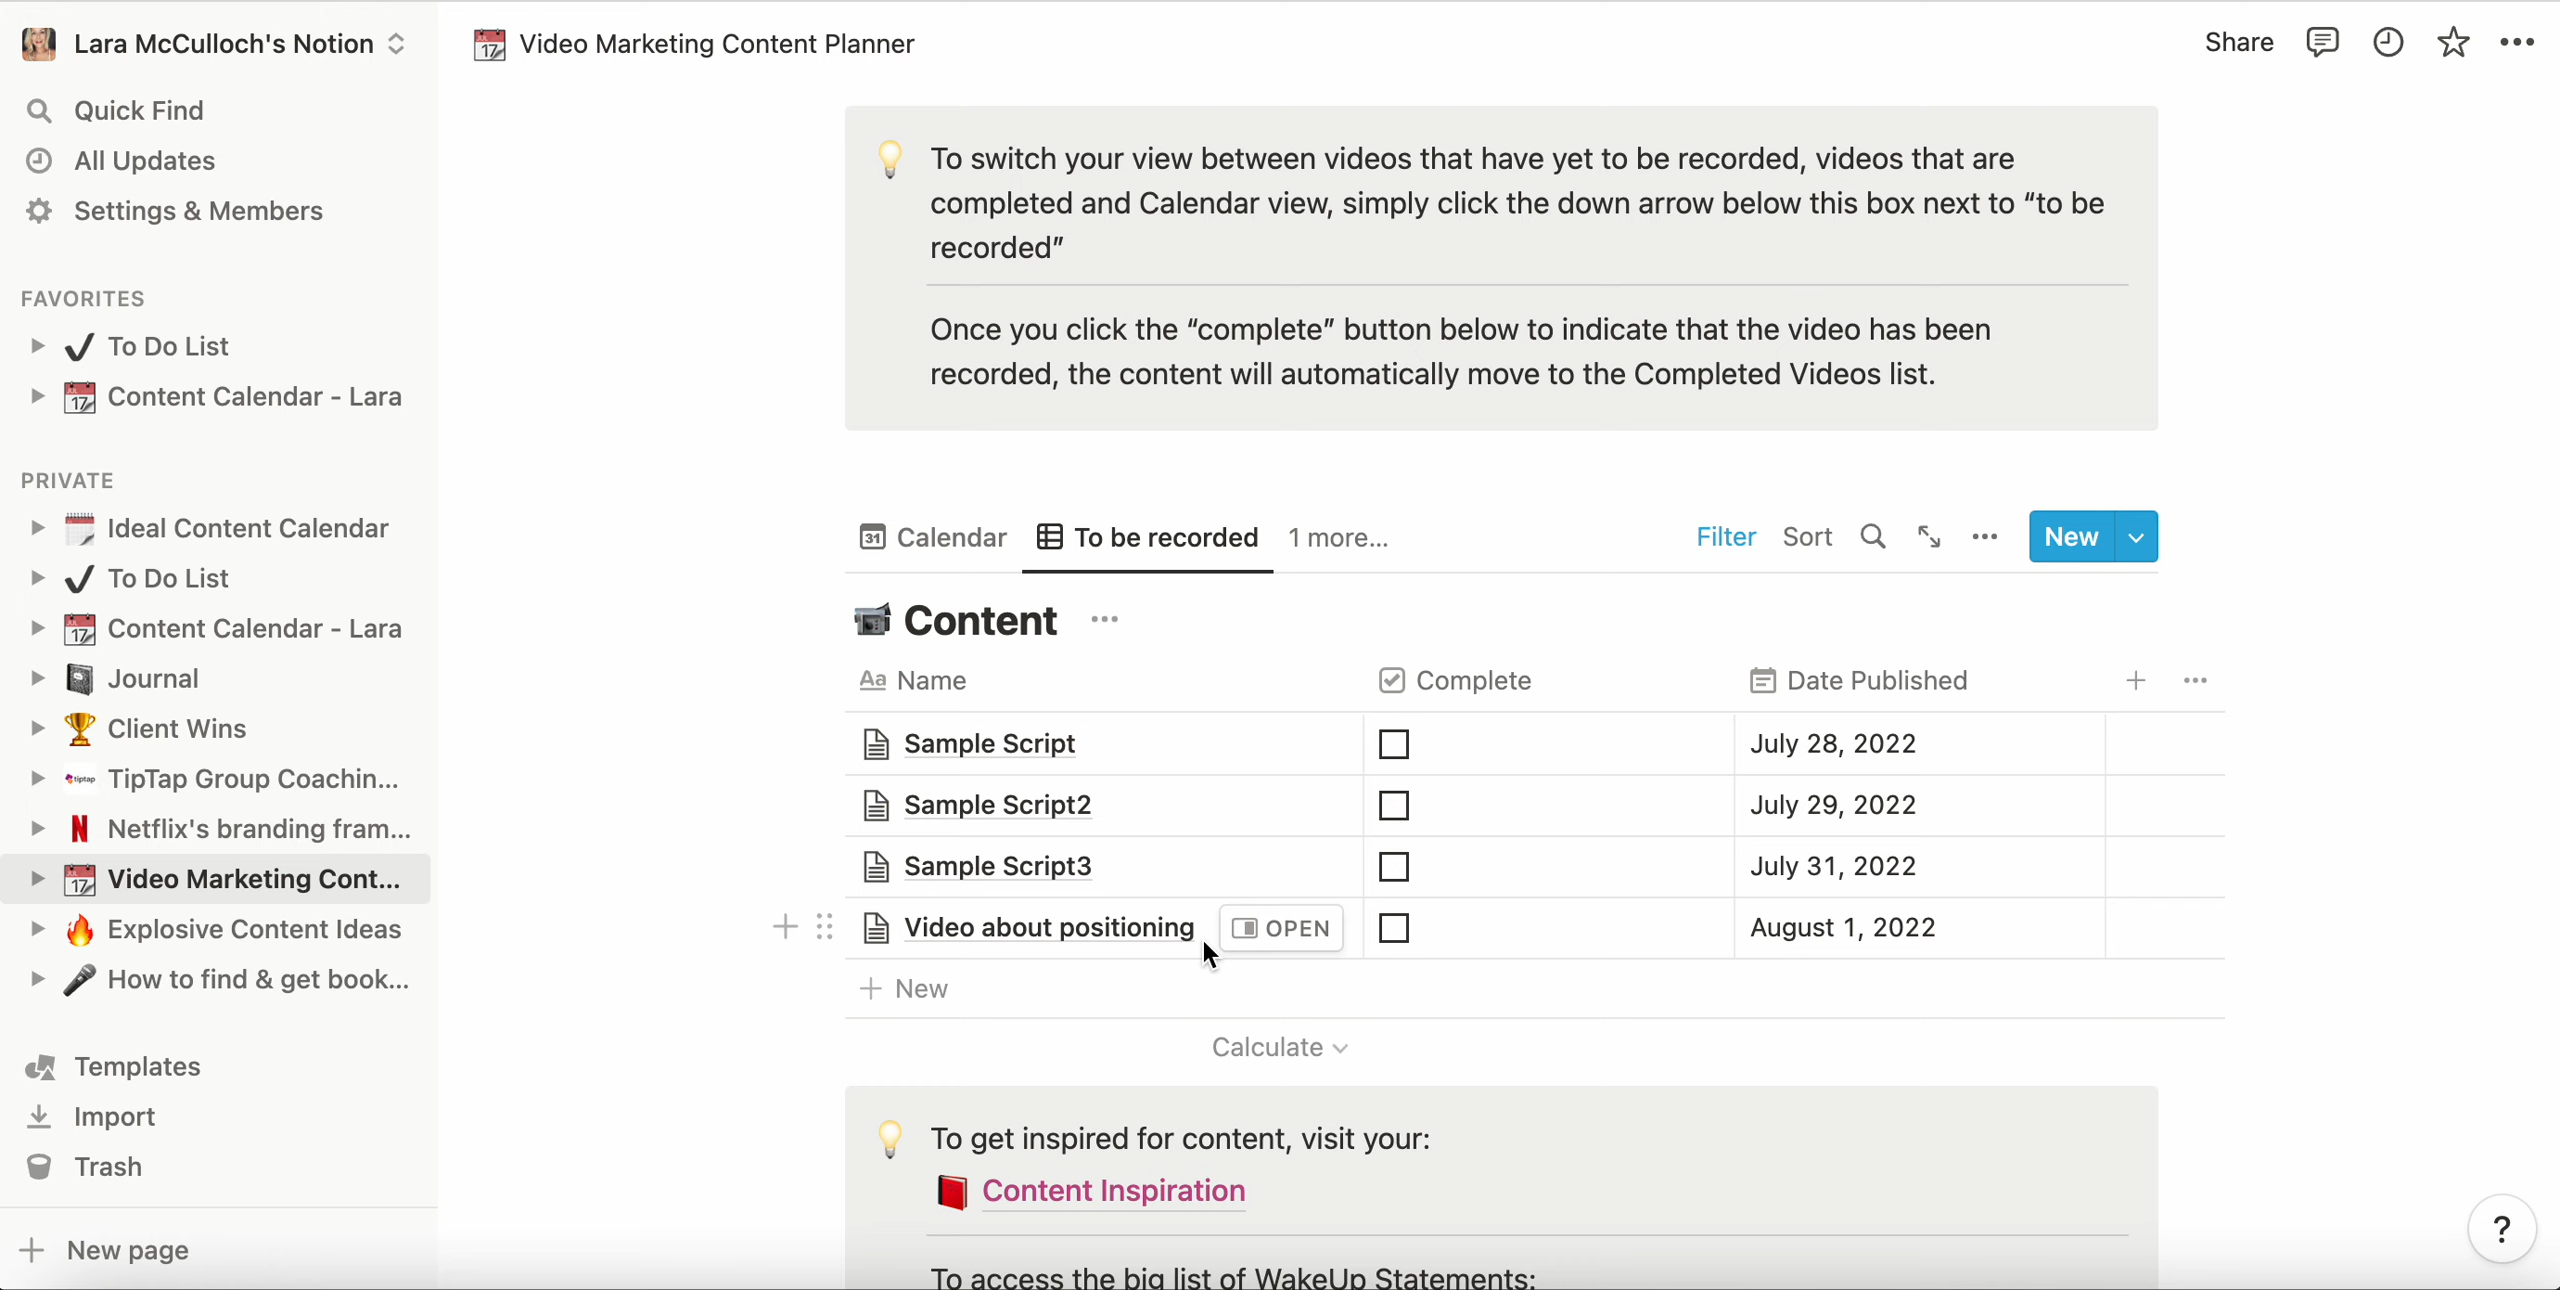 Lara McCulloch's Notion
Quick Find
All Updates
Settings & Members
FAVORITES
To Do List
Content Calendar - Lara
PRIVATE
Ideal Content Calendar
To Do List
Content Calendar - Lara
Journal
Client Wins
TipTap Group Coachin...
Netflix's branding fram...
Video Marketing Cont...
Explosive Content Ideas
How to find & get book...
Templates
Import
Trash
New page
Video Marketing Content Planner
Share
To switch your view between videos that have yet to be recorded, videos that are
completed and Calendar view, simply click the down arrow below this box next to “to be
recorded”
Once you click the “complete” button below to indicate that the video has been
recorded, the content will automatically move to the Completed Videos list.
Calendar To be recorded 1 more... Filter Sort New
Content
Aa Name Complete Date Published
Sample Script July 28, 2022
Sample Script2 July 29, 2022
Sample Script3 July 31, 2022
Video about positioning OPEN August 1, 2022
New
Calculate
To get inspired for content, visit your:
Content Inspiration
To access the big list of WakeUp Statements:
?